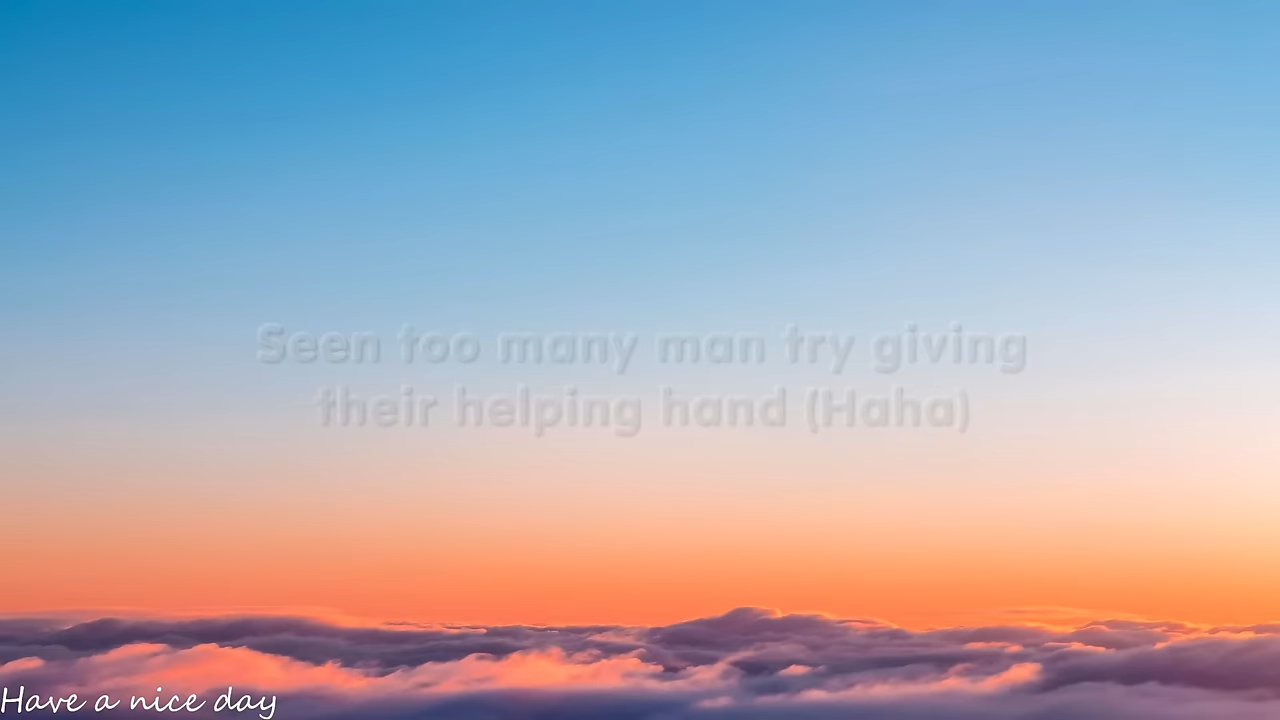 Seen too many man try giving
their helping hand (Haha)
Have a nice day